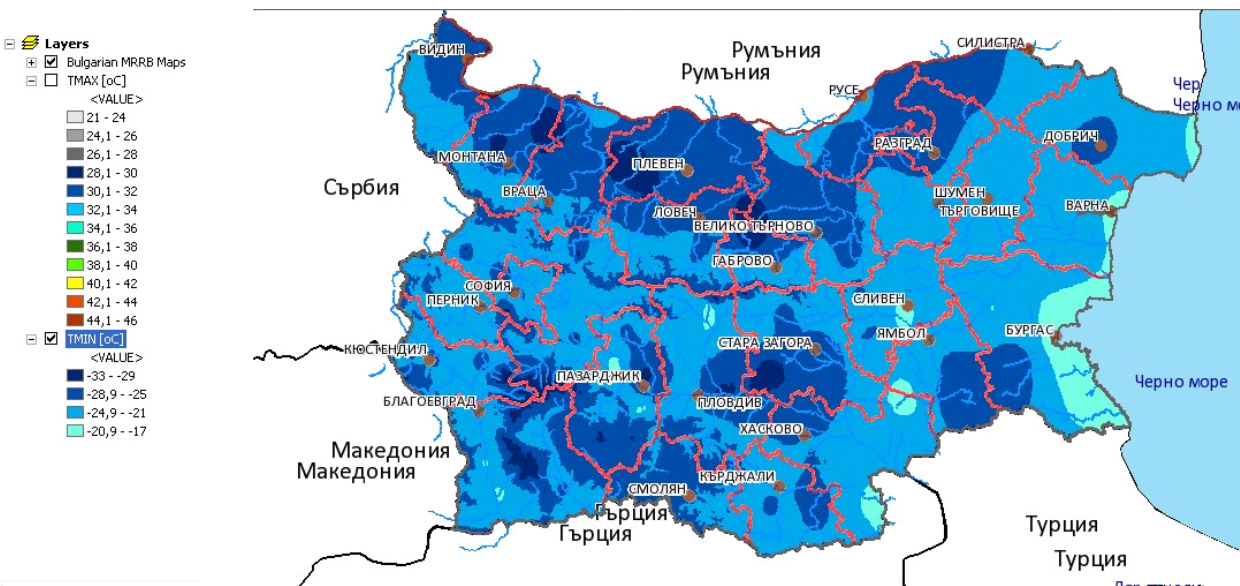 Layers
Bulgarian MRRB Maps
TMAX [oC]
<VALUE>
21 - 24
24,1 - 26
26,1 - 28
28,1 - 30
30,1 - 32
32,1 - 34
34,1 - 36
36,1 - 38
38,1 - 40
40,1 - 42
42,1 - 44
44,1 - 46
TMIN [oC]
<VALUE>
-33 - -29
-28,9 - -25
-24,9 - -21
-20,9 - -17
ВИДИН
Румъния
Румъния
СИЛИСТРА
РУСЕ
Чер
Черно мо
МОНТАНА
ПЛЕВЕН
РАЗГРАД
ДОБРИЧ
Сърбия
ВРАЦА
ЛОВЕЧ
ВЕЛИКО ТЪРНОВО
ШУМЕН
ТЪРГОВИЩЕ
ВАРНА
ГАБРОВО
СОФИЯ
ПЕРНИК
СЛИВЕН
КЮСТЕНДИЛ
СТАРА ЗАГОРА
ЯМБОЛ
БУРГАС
ПАЗАРДЖИК
Черно море
БЛАГОЕВГРАД
ПЛОВДИВ
ХАСКОВО
Македония
Македония
КЪРДЖАЛИ
СМОЛЯН
Гърция
Гърция
Турция
Турция